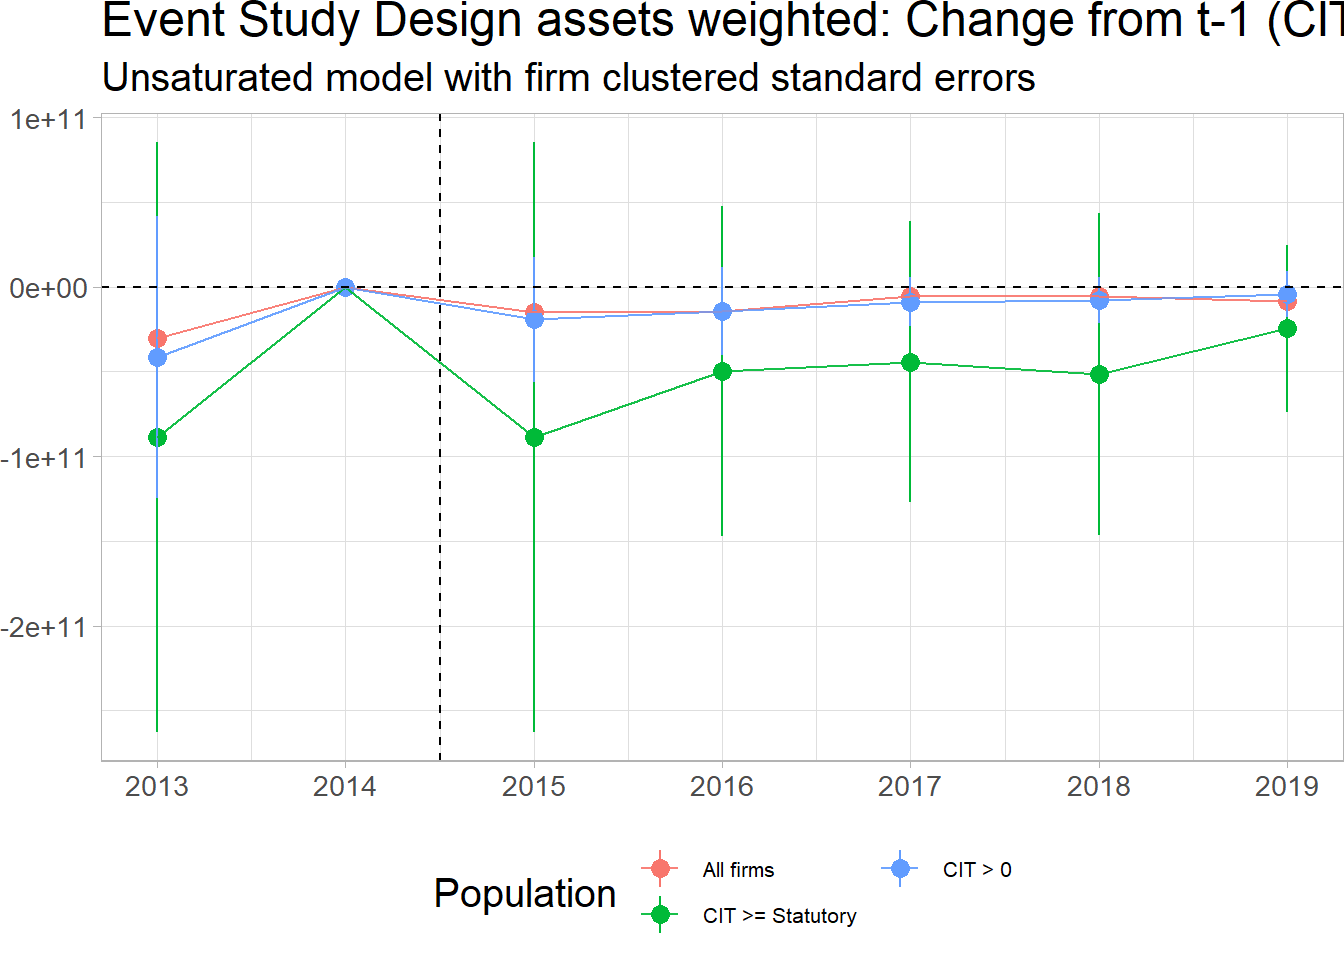 Event Study Design assets weighted: Change from t-1 (CIT
Unsaturated model with firm clustered standard errors
1e+11
0e+00
-1e+11
-2e+11
2013 2014 2015 2016 2017 2018 2019
Population
All firms
CIT > 0
CIT >= Statutory